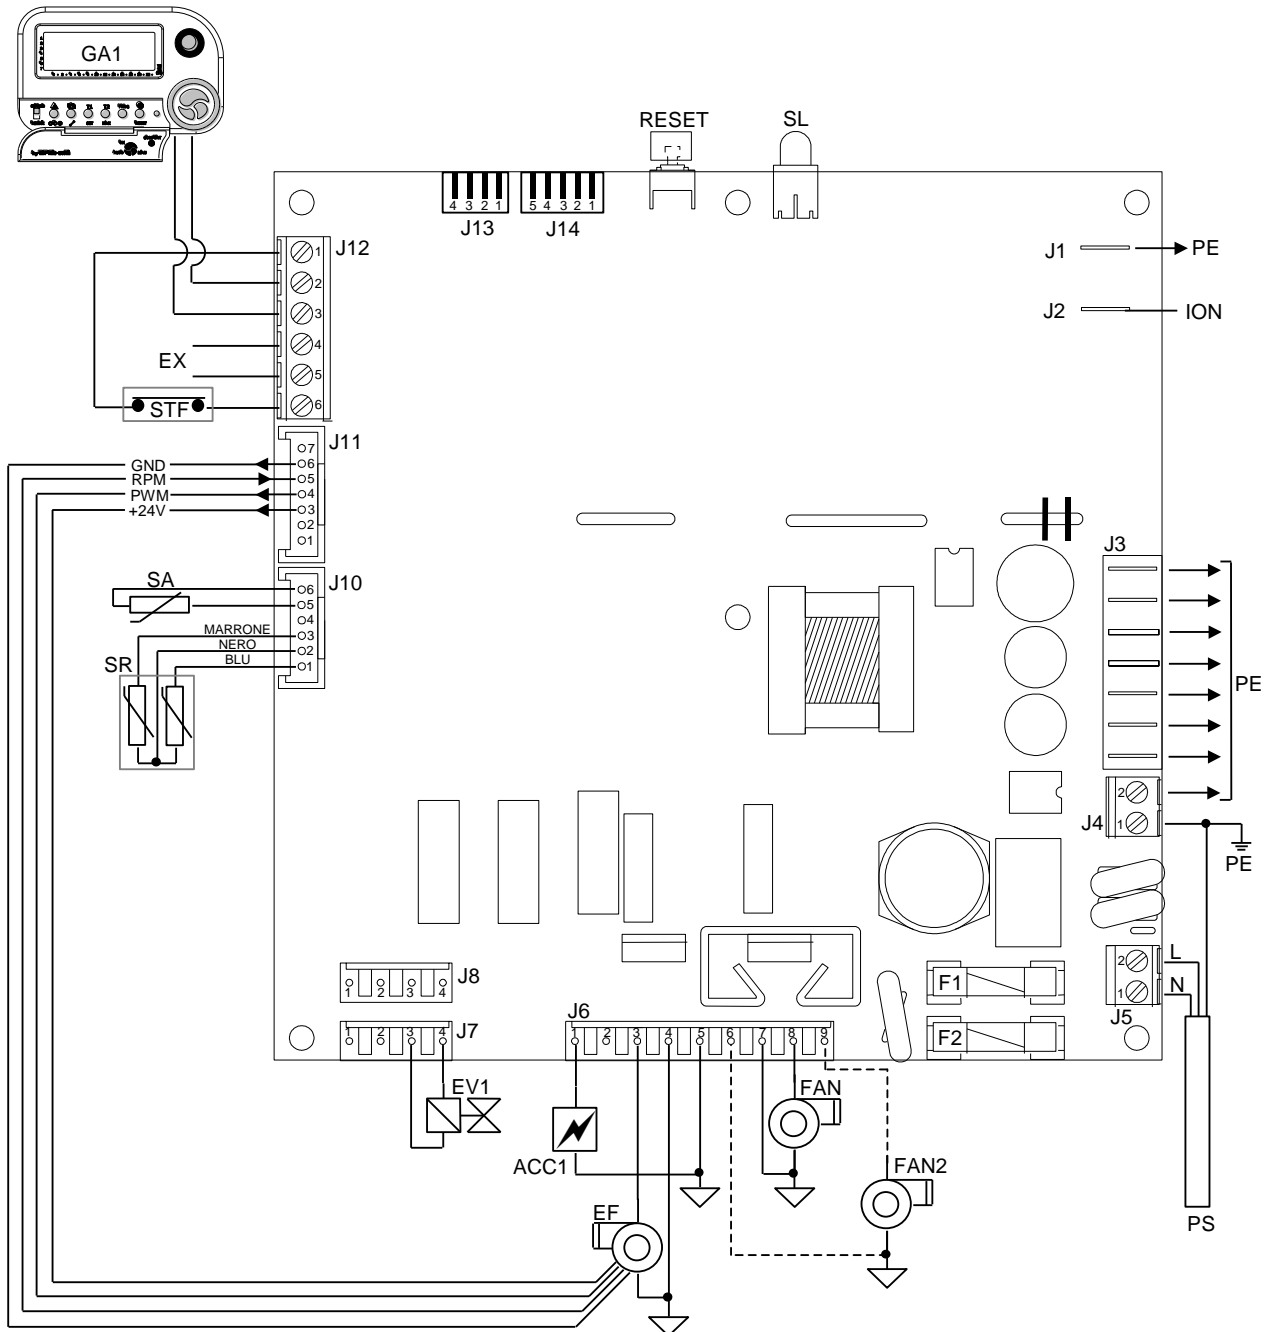 GA1
RESET
SL
4 3 2 1
J13
5 4 3 2 1
J14
J12
1
2
3
4
5
6
EX
STF
J1
PE
J2
ION
J11
7
6
5
4
3
2
1
GND
RPM
PWM
+24V
J10
6
5
4
3
2
1
SA
MARRONE
NERO
BLU
SR
J3
PE
J4
2
1
PE
J8
1 2 3 4
J7
1 2 3 4
J6
1 2 3 4 5 6 7 8 9
F1
F2
J5
2
1
L
N
EV1
ACC1
FAN
FAN2
EF
PS